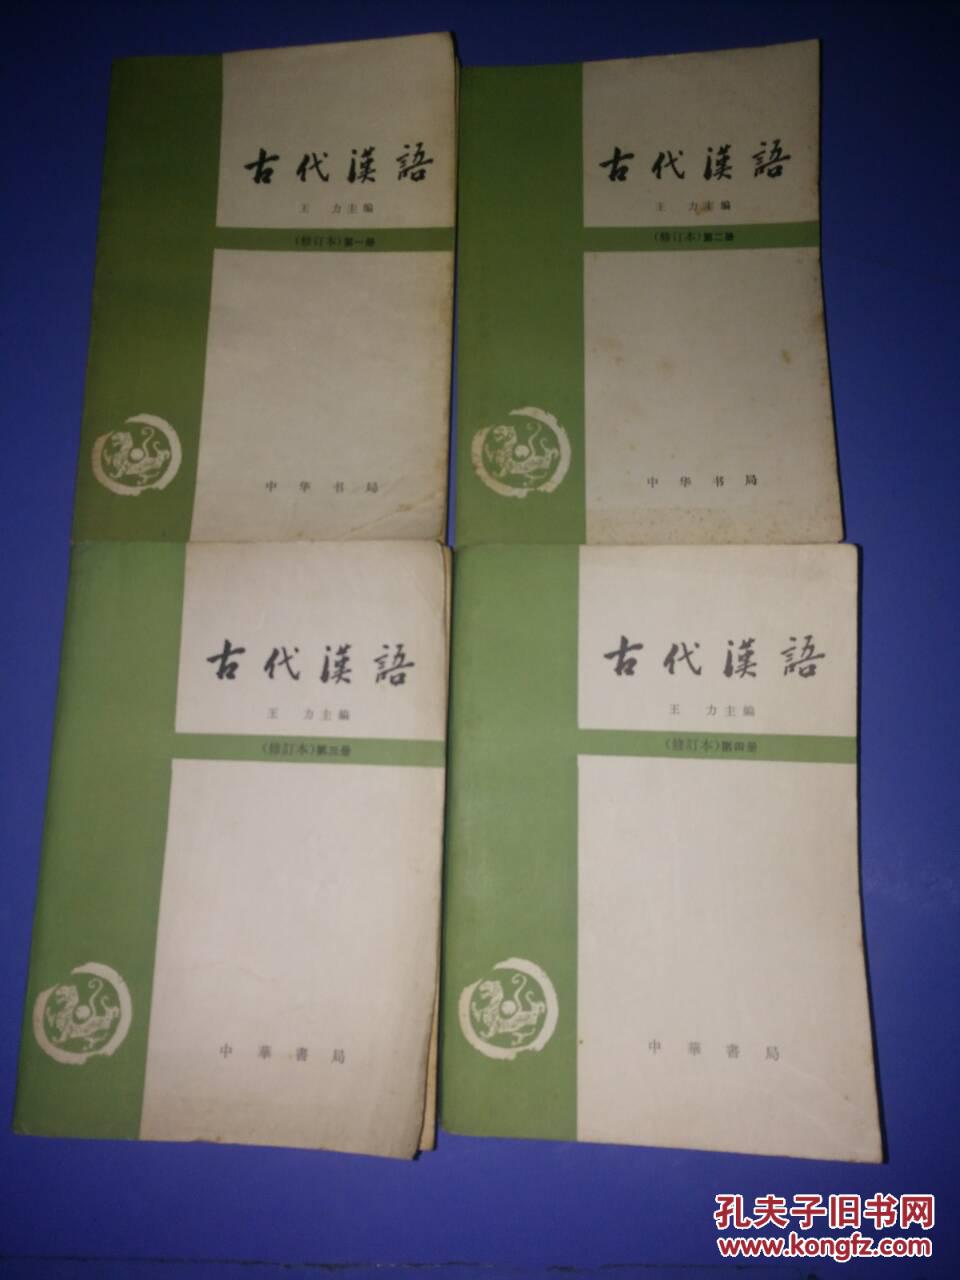 古代漢語
王 力主編
(修订本)第一册
中华书局
古代漢語
王 力主編
(修订本)第二册
中华书局
古代漢語
王 力主編
(修訂本)第三册
中華書局
古代漢語
王 力主編
(修訂本)第四册
中華書局
孔夫子旧书网
www.kongfz.com